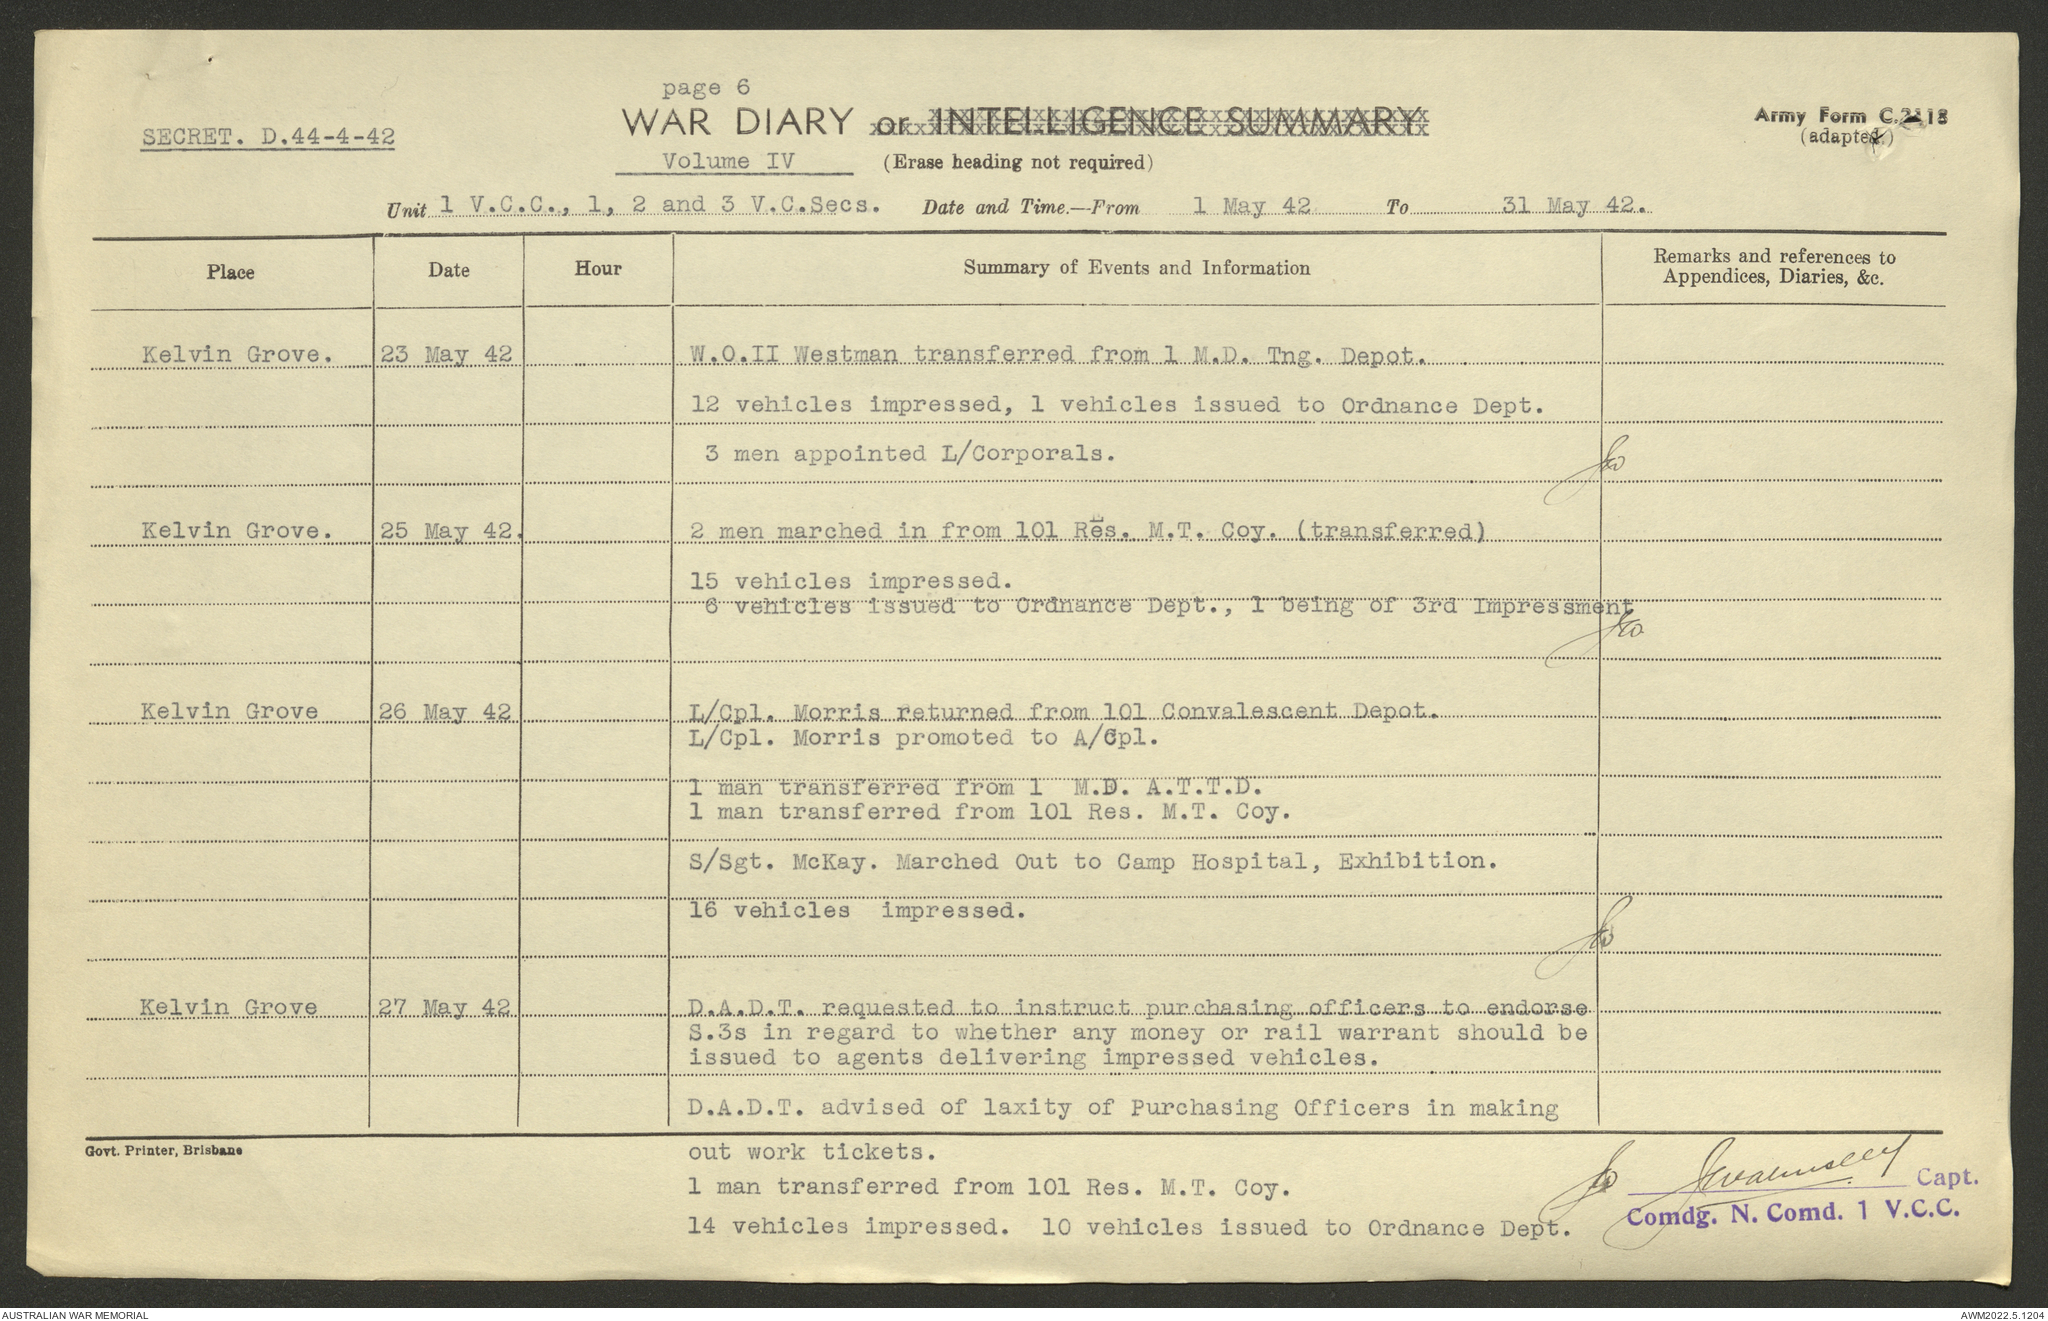 page 6
SECRET. D.44-4-42
WAR DIARY or INTELLIGENCE SUMMARY
Army Form C.2118
(adapted.)
Volume IV
(Erase heading not required)
Unit 1 V.C.C., 1, 2 and 3 V.C.Secs. Date and Time.—From 1 May 42 To 31 May 42.
Place Date Hour Summary of Events and Information Remarks and references to
Appendices, Diaries, &c.
Kelvin Grove. 23 May 42 W.O.II Westman transferred from 1 M.D. Tng. Depot.
12 vehicles impressed, 1 vehicles issued to Ordnance Dept.
3 men appointed L/Corporals.
Kelvin Grove. 25 May 42. 2 men marched in from 101 Res. M.T. Coy. (transferred)
15 vehicles impressed.
6 vehicles issued to Ordnance Dept., 1 being of 3rd Impressment
Kelvin Grove 26 May 42 L/Cpl. Morris returned from 101 Convalescent Depot.
L/Cpl. Morris promoted to A/Cpl.
1 man transferred from 1 M.D. A.T.T.D.
1 man transferred from 101 Res. M.T. Coy.
S/Sgt. McKay. Marched Out to Camp Hospital, Exhibition.
16 vehicles impressed.
Kelvin Grove 27 May 42 D.A.D.T. requested to instruct purchasing officers to endorse
S.3s in regard to whether any money or rail warrant should be
issued to agents delivering impressed vehicles.
D.A.D.T. advised of laxity of Purchasing Officers in making
Govt. Printer, Brisbane
out work tickets.
1 man transferred from 101 Res. M.T. Coy.
Capt.
Comdg. N. Comd. 1 V.C.C.
14 vehicles impressed. 10 vehicles issued to Ordnance Dept.
AUSTRALIAN WAR MEMORIAL
AWM2022.5.1204